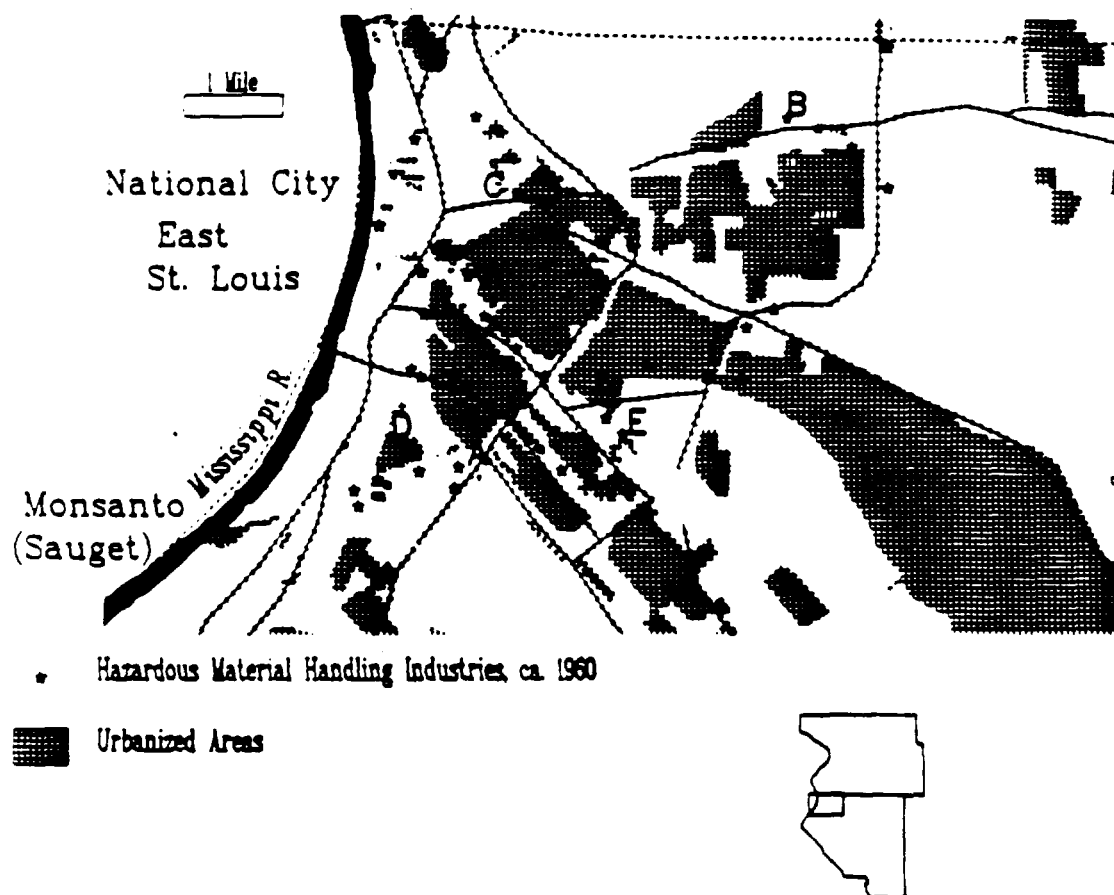 1 Mile
B
National City
C
East
St. Louis
Mississippi R.
D
E
Monsanto
(Sauget)
Hazardous Material Handling Industries, ca. 1960
Urbanized Areas